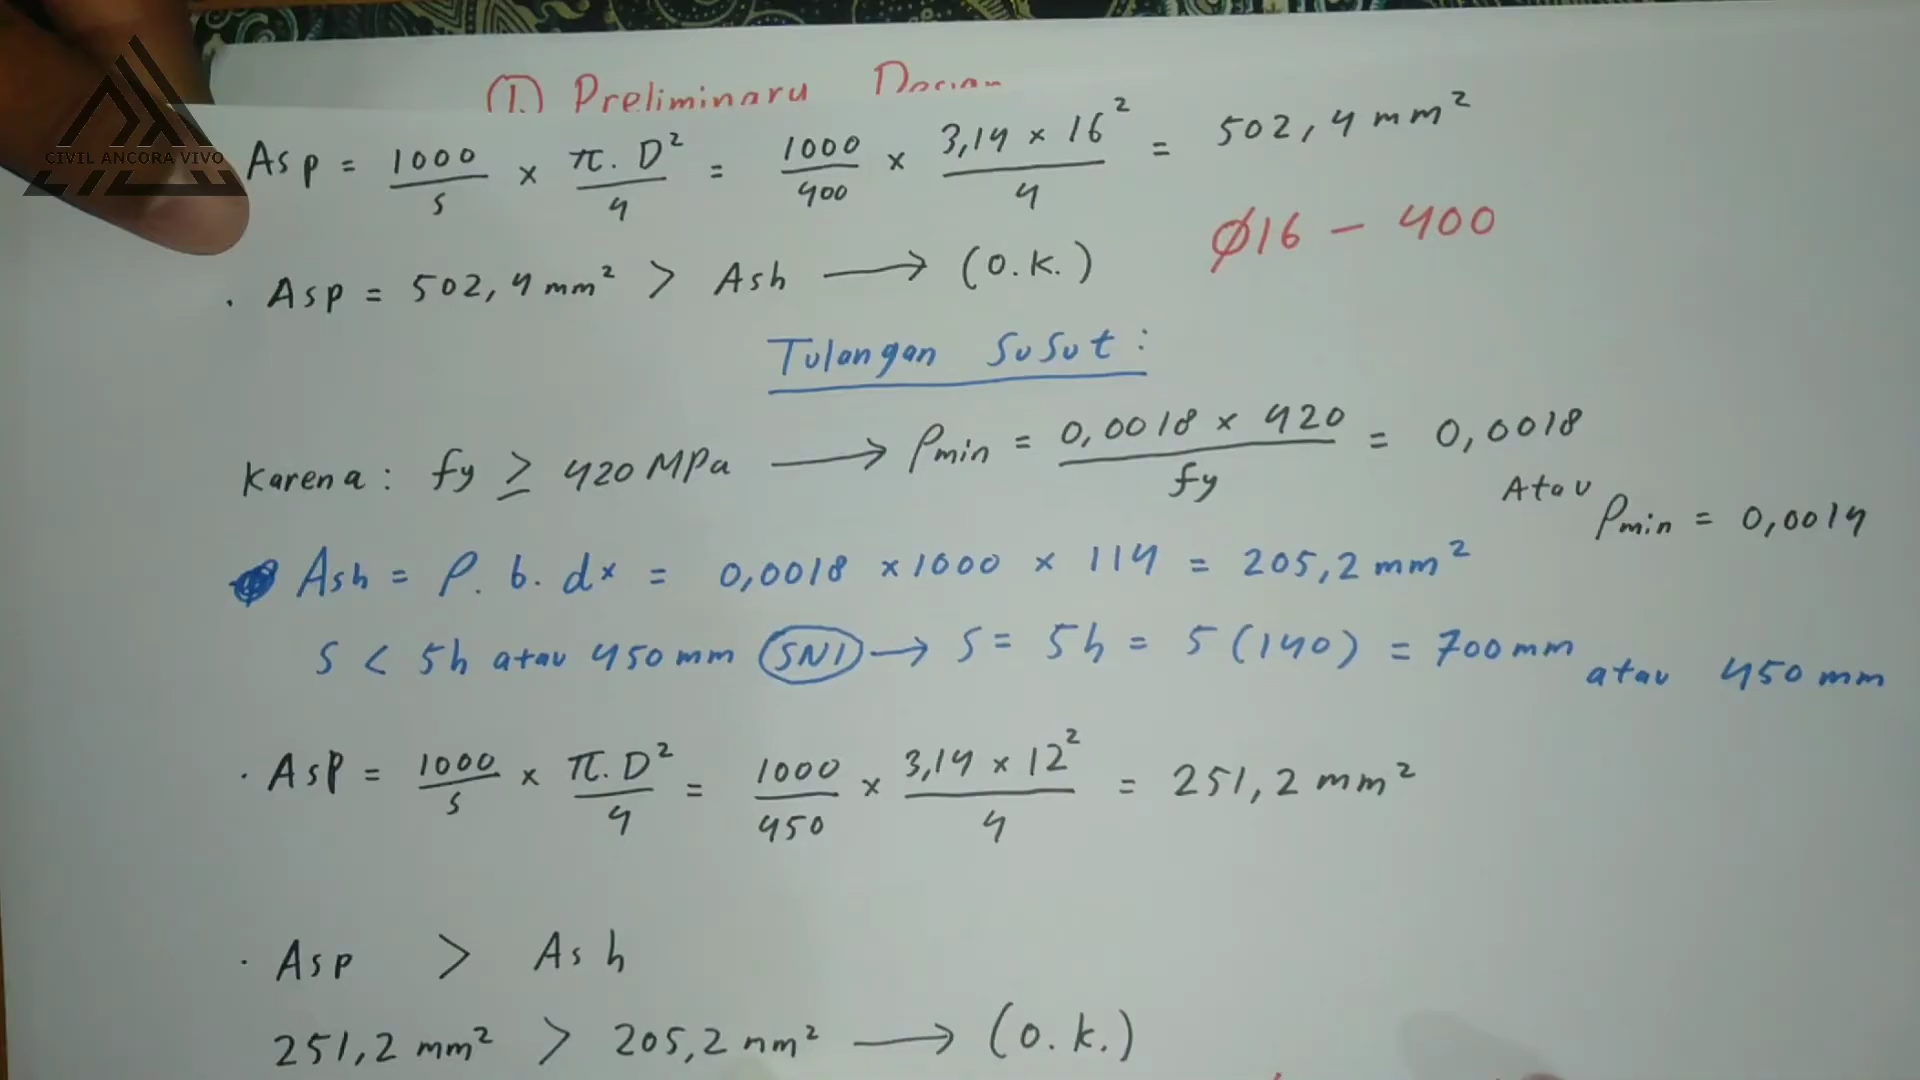 ① Preliminary Design
CIVIL ANCORA VIVO
Asp = 1000/s × π.D²/4 = 1000/400 × 3,14 × 16²/4 = 502,4 mm²
Ø16 – 400
. Asp = 502,4 mm² > Ash → (O.K.)
Tulangan Susut :
Karena : fy ≥ 420 MPa → ρmin = 0,0018 × 420/fy = 0,0018
Atau ρmin = 0,0014
Ash = ρ. b. dx = 0,0018 × 1000 × 114 = 205,2 mm²
S < 5h atau 450 mm SNI → S = 5h = 5 (140) = 700 mm atau 450 mm
· Asp = 1000/s × π.D²/4 = 1000/450 × 3,14 × 12²/4 = 251,2 mm²
· Asp > Ash
251,2 mm² > 205,2 mm² → (O.K.)